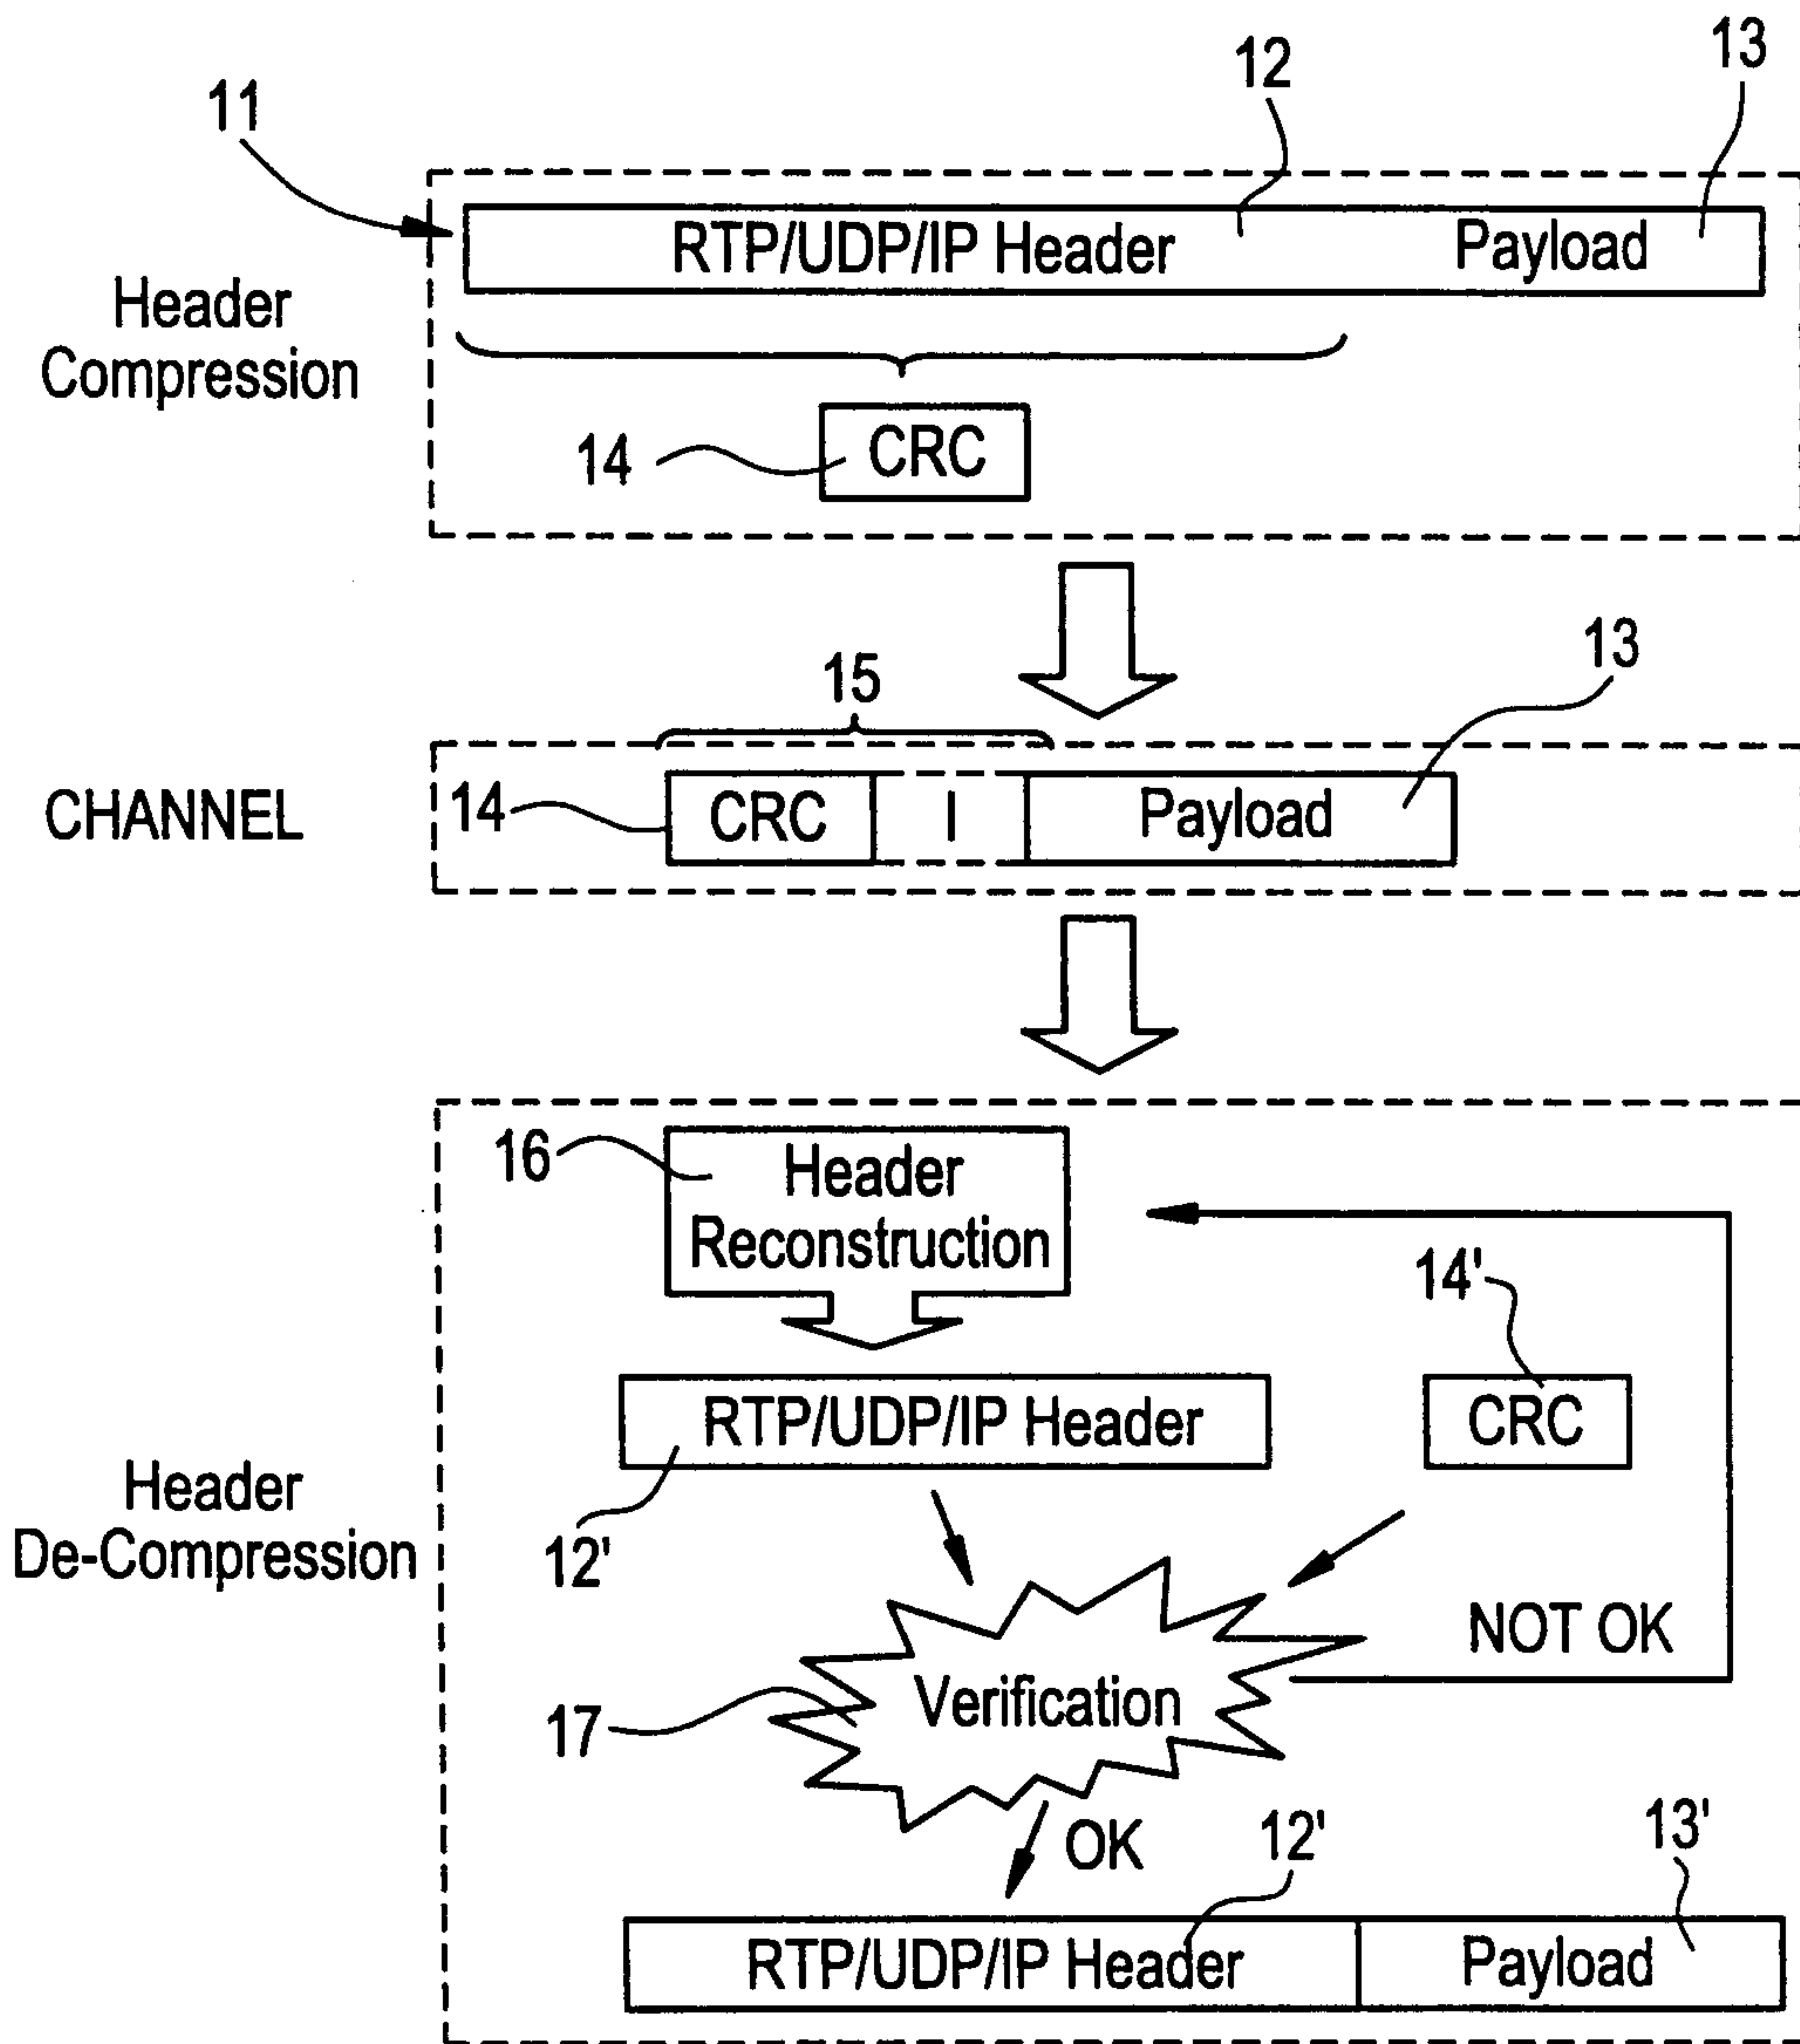 13
12
11
RTP/UDP/IP Header
Payload
Header
Compression
CRC
14
13
15
CHANNEL
14
CRC
I
Payload
16
Header
Reconstruction
14'
RTP/UDP/IP Header
CRC
Header
De-Compression
12'
NOT OK
Verification
17
OK
12'
13'
RTP/UDP/IP Header
Payload